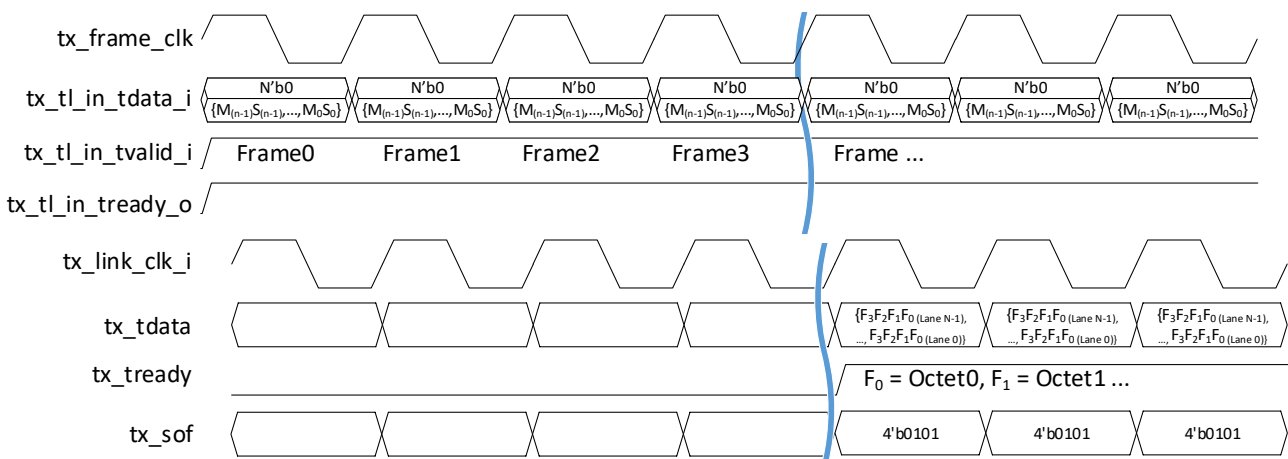 tx_frame_clk
N'b0 N'b0 N'b0 N'b0 N'b0 N'b0 N'b0
tx_tl_in_tdata_i
{M(n-1)S(n-1),...,M0S0} {M(n-1)S(n-1),...,M0S0} {M(n-1)S(n-1),...,M0S0} {M(n-1)S(n-1),...,M0S0} {M(n-1)S(n-1),...,M0S0} {M(n-1)S(n-1),...,M0S0} {M(n-1)S(n-1),...,M0S0}
tx_tl_in_tvalid_i Frame0 Frame1 Frame2 Frame3 Frame ...
tx_tl_in_tready_o
tx_link_clk_i
tx_tdata
{F3F2F1F0 (Lane N-1), {F3F2F1F0 (Lane N-1), {F3F2F1F0 (Lane N-1),
..., F3F2F1F0 (Lane 0)} ..., F3F2F1F0 (Lane 0)} ..., F3F2F1F0 (Lane 0)}
tx_tready F0 = Octet0, F1 = Octet1 ...
tx_sof 4'b0101 4'b0101 4'b0101